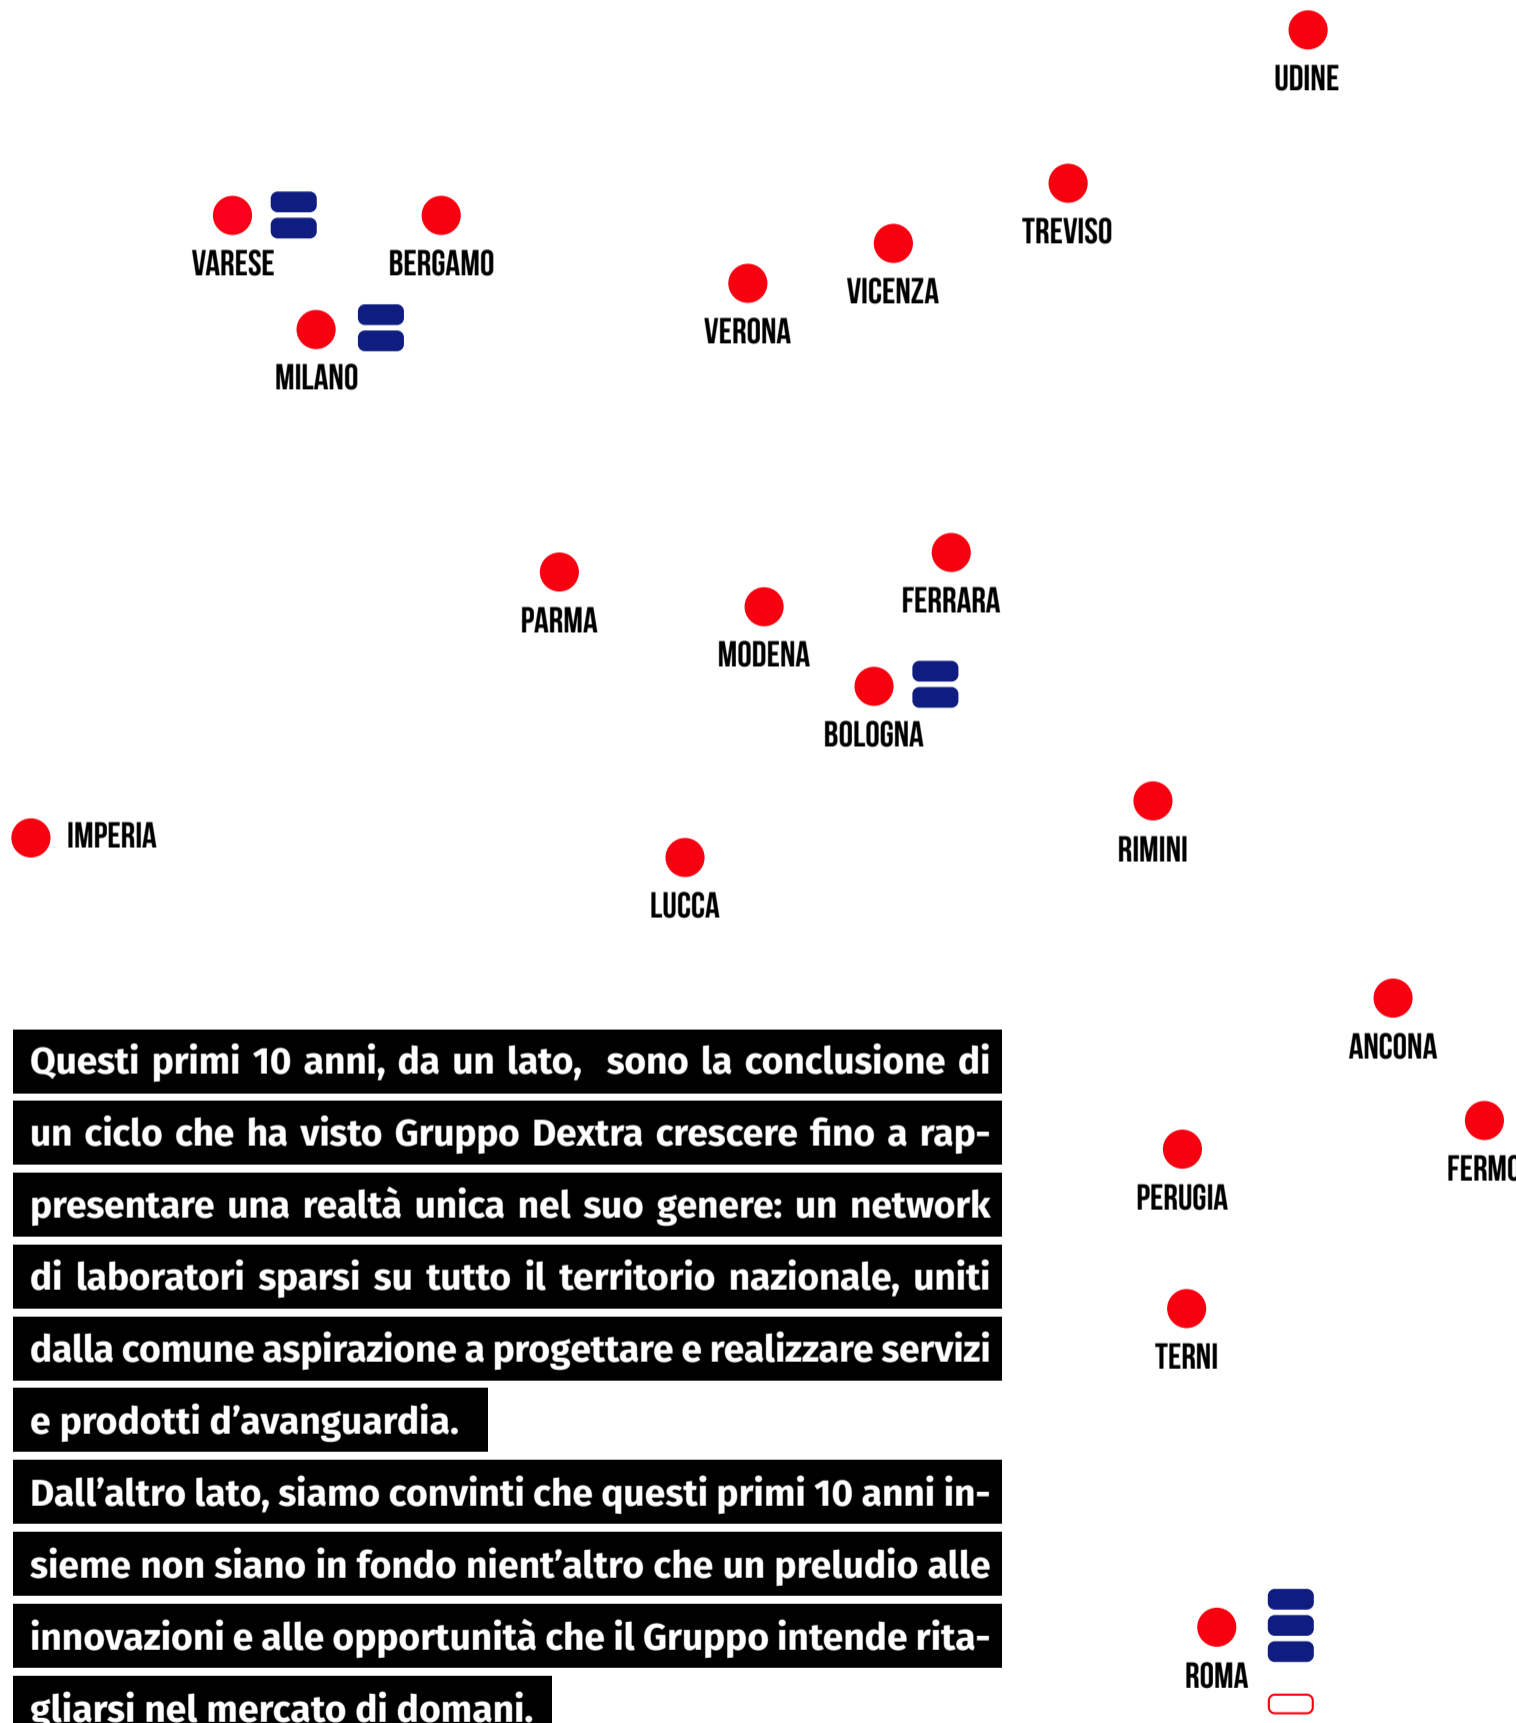 UDINE
TREVISO
VARESE
BERGAMO
VICENZA
VERONA
MILANO
FERRARA
PARMA
MODENA
BOLOGNA
IMPERIA
RIMINI
LUCCA
ANCONA
FERMO
PERUGIA
TERNI
ROMA
Questi primi 10 anni, da un lato, sono la conclusione di
un ciclo che ha visto Gruppo Dextra crescere fino a rap-
presentare una realtà unica nel suo genere: un network
di laboratori sparsi su tutto il territorio nazionale, uniti
dalla comune aspirazione a progettare e realizzare servizi
e prodotti d’avanguardia.
Dall’altro lato, siamo convinti che questi primi 10 anni in-
sieme non siano in fondo nient’altro che un preludio alle
innovazioni e alle opportunità che il Gruppo intende rita-
gliarsi nel mercato di domani.